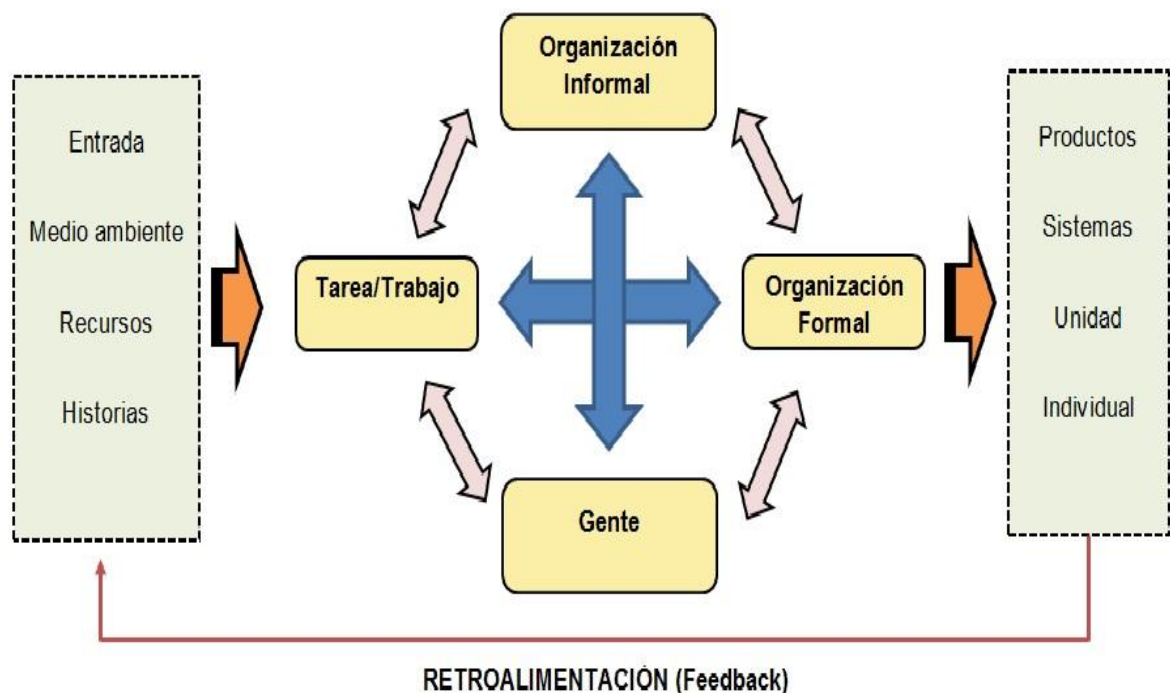 Entrada
Medio ambiente
Recursos
Historias
Organización
Informal
Tarea/Trabajo
Organización
Formal
Gente
Productos
Sistemas
Unidad
Individual
RETROALIMENTACIÓN (Feedback)